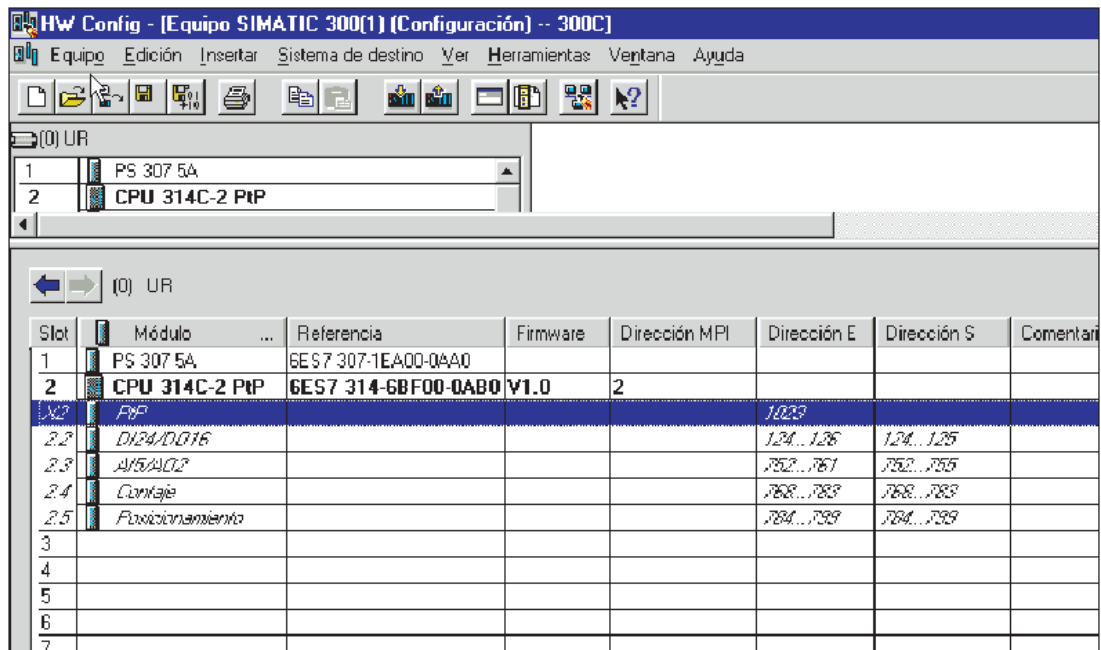 HW Config - [Equipo SIMATIC 300(1) (Configuración) -- 300C]
Equipo Edición Insertar Sistema de destino Ver Herramientas Ventana Ayuda
(0) UR
1 PS 307 5A
2 CPU 314C-2 PtP
(0) UR
Slot Módulo ... Referencia Firmware Dirección MPI Dirección E Dirección S Comentari
1 PS 307 5A 6ES7 307-1EA00-0AA0
2 CPU 314C-2 PtP 6ES7 314-6BF00-0AB0 V1.0 2
X2 PtP 1023
2.2 DI24/DO16 124...126 124...125
2.3 AI5/AO2 752...761 752...755
2.4 Contaje 768...783 768...783
2.5 Posicionamiento 784...799 784...799
3
4
5
6
7